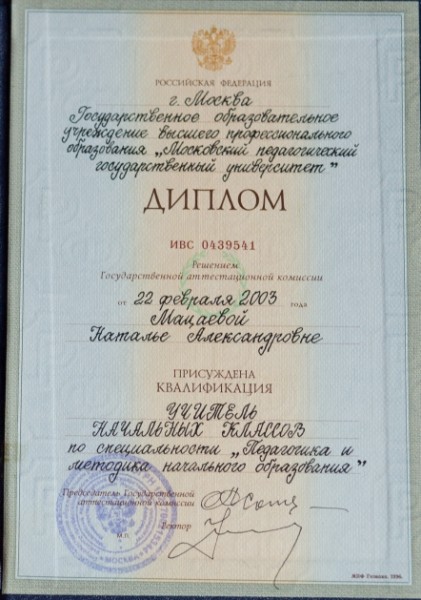 РОССИЙСКАЯ ФЕДЕРАЦИЯ
г. Москва
Государственное образовательное
учреждение высшего профессионального
образования „Московский педагогический
государственный университет"
ДИПЛОМ
ИВС 0439541
Решением
Государственной аттестационной комиссии
от 22 февраля 2003 года
Мацаевой
Наталье Александровне
ПРИСУЖДЕНА
КВАЛИФИКАЦИЯ
УЧИТЕЛЬ
НАЧАЛЬНЫХ КЛАССОВ
по специальности „Педагогика и
методика начального образования"
Председатель Государственной
аттестационной комиссии
Ректор
М.П.
МОСКВА